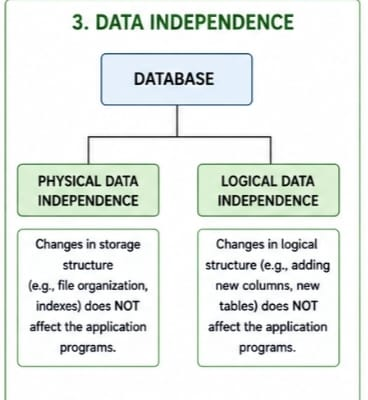 3. DATA INDEPENDENCE
DATABASE
PHYSICAL DATA
INDEPENDENCE
Changes in storage
structure
(e.g., file organization,
indexes) does NOT
affect the application
programs.
LOGICAL DATA
INDEPENDENCE
Changes in logical
structure (e.g., adding
new columns, new
tables) does NOT
affect the application
programs.